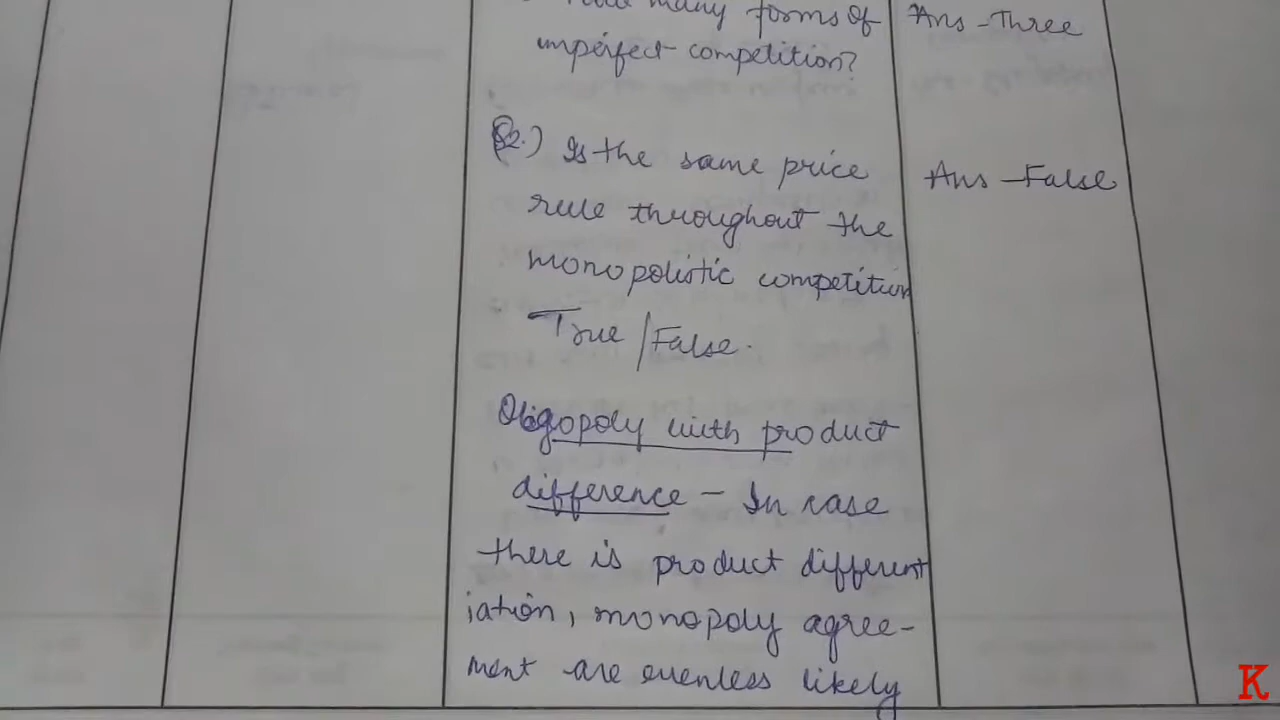 many forms of
imperfect competition?
Ans - Three
Q2.) Is the same price
rule throughout the
monopolistic competition
True / False.
Ans - False
Oligopoly with product
difference - In case
there is product different
iation, monopoly agree-
ment are evenless likely
K